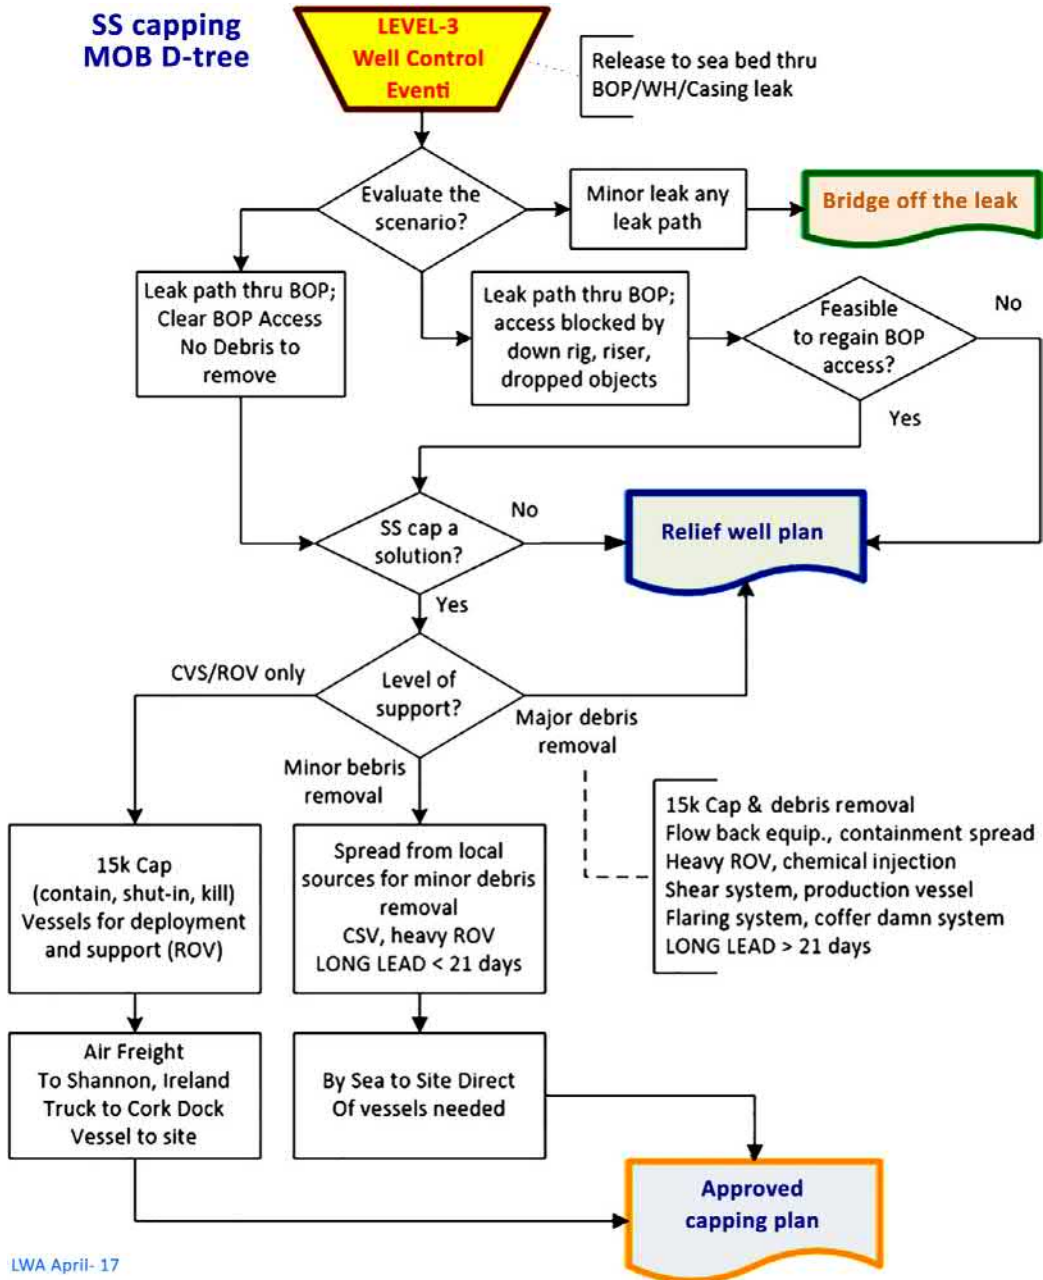 SS capping
MOB D-tree
LEVEL-3
Well Control
Eventi
Release to sea bed thru
BOP/WH/Casing leak
Evaluate the
scenario?
Minor leak any
leak path
Bridge off the leak
Leak path thru BOP;
Clear BOP Access
No Debris to
remove
Leak path thru BOP;
access blocked by
down rig, riser,
dropped objects
Feasible
to regain BOP
access?
No
Yes
SS cap a
solution?
No
Relief well plan
Yes
CVS/ROV only
Level of
support?
Major debris
removal
Minor bebris
removal
15k Cap
(contain, shut-in, kill)
Vessels for deployment
and support (ROV)
Spread from local
sources for minor debris
removal
CSV, heavy ROV
LONG LEAD < 21 days
15k Cap & debris removal
Flow back equip., containment spread
Heavy ROV, chemical injection
Shear system, production vessel
Flaring system, coffer damn system
LONG LEAD > 21 days
Air Freight
To Shannon, Ireland
Truck to Cork Dock
Vessel to site
By Sea to Site Direct
Of vessels needed
Approved
capping plan
LWA April- 17